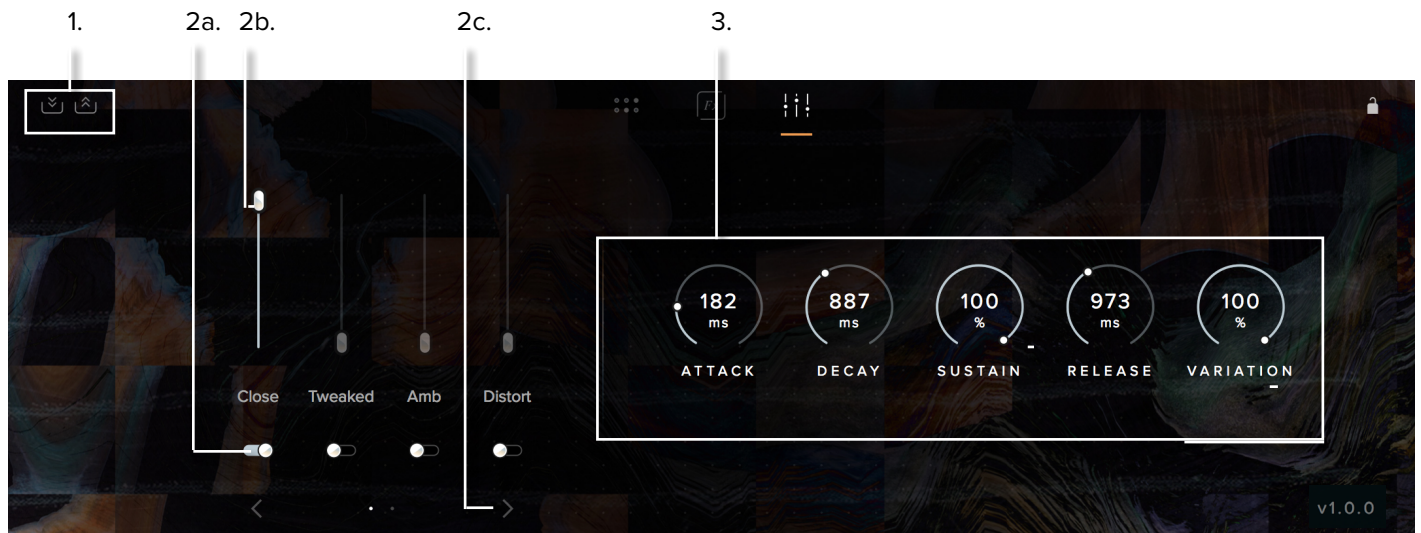 1. 2a. 2b. 2c. 3.
Fx
182 887 100 973 100
ms ms % ms %
ATTACK DECAY SUSTAIN RELEASE VARIATION
Close Tweaked Amb Distort
v1.0.0